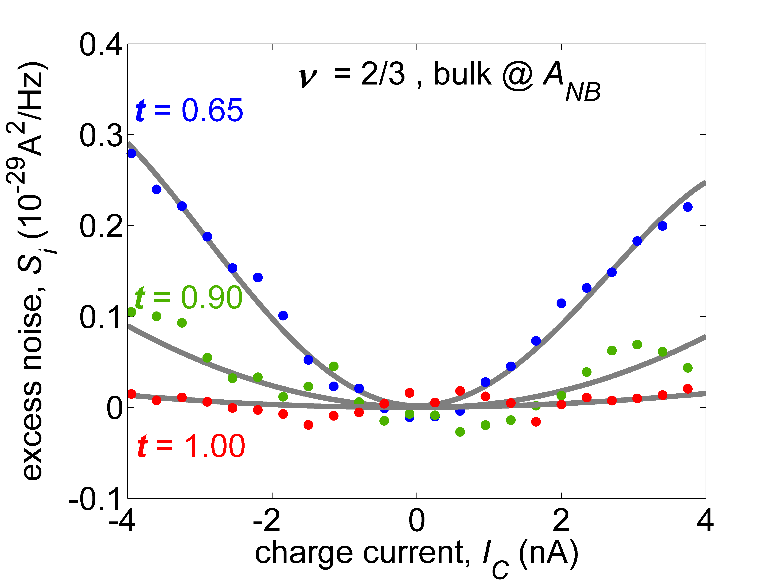 0.4
ν = 2/3 , bulk @ A_NB
t = 0.65
0.3
0.2
t = 0.90
0.1
0
t = 1.00
-0.1
-4 -2 0 2 4
charge current, I_C (nA)
excess noise, S_i (10^-29 A^2/Hz)